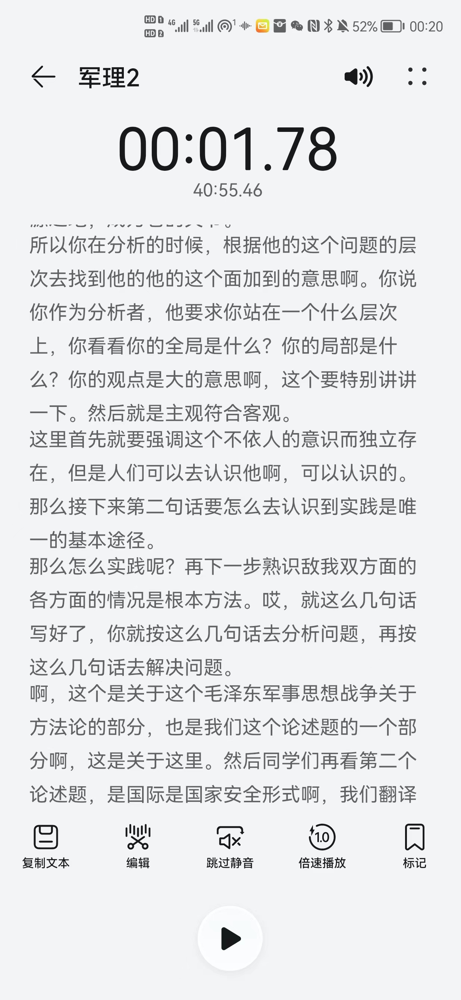 HD 1
HD 2
4G 5G 1 52% 00:20
军理2
00:01.78
40:55.46
所以你在分析的时候，根据他的这个问题的层
次去找到他的他的这个面加到的意思啊。你说
你作为分析者，他要求你站在一个什么层次
上，你看看你的全局是什么？你的局部是什
么？你的观点是大的意思啊，这个要特别讲讲
一下。然后就是主观符合客观。
这里首先就要强调这个不依人的意识而独立存
在，但是人们可以去认识他啊，可以认识的。
那么接下来第二句话要怎么去认识到实践是唯
一的基本途径。
那么怎么实践呢？再下一步熟识敌我双方面的
各方面的情况是根本方法。哎，就这么几句话
写好了，你就按这么几句话去分析问题，再按
这么几句话去解决问题。
啊，这个是关于这个毛泽东军事思想战争关于
方法论的部分，也是我们这个论述题的一个部
分啊，这是关于这里。然后同学们再看第二个
论述题，是国际是国家安全形式啊，我们翻译
1.0
复制文本 编辑 跳过静音 倍速播放 标记